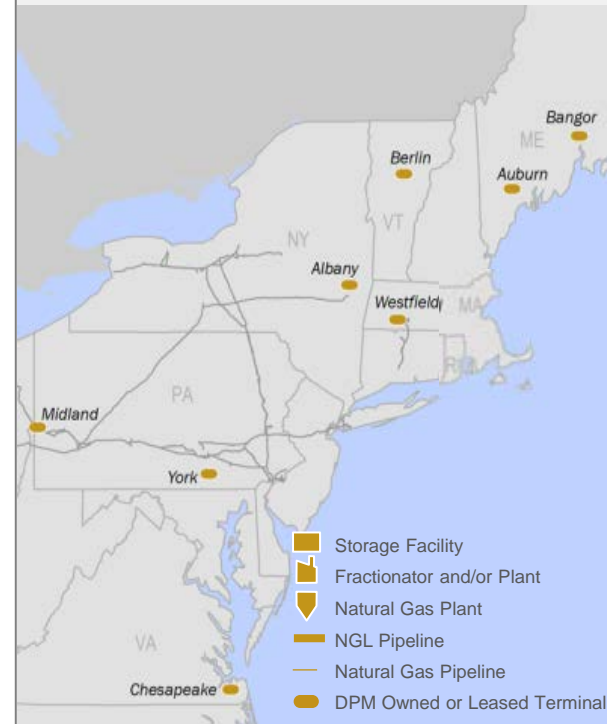 Bangor
ME
Berlin
Auburn
VT
NY
Albany
Westfield
MA
RI
PA
Midland
York
Storage Facility
Fractionator and/or Plant
Natural Gas Plant
NGL Pipeline
VA
Natural Gas Pipeline
Chesapeake
DPM Owned or Leased Terminal